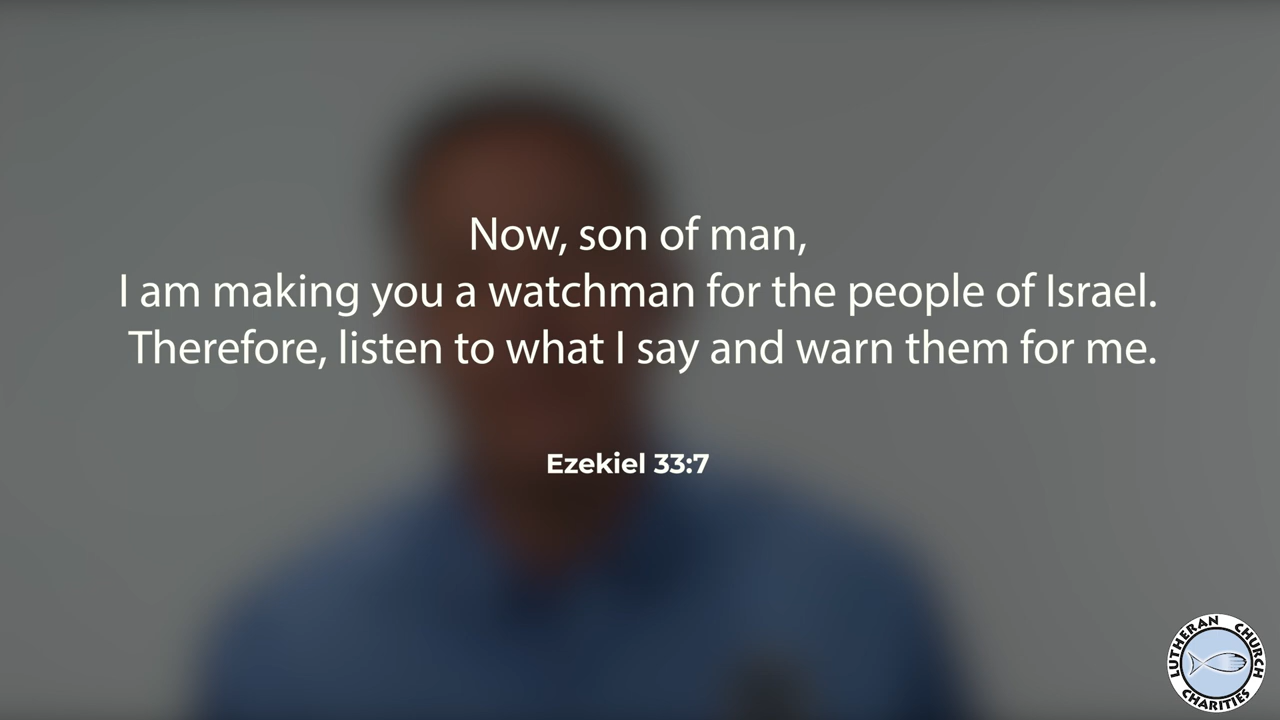 Now, son of man,
I am making you a watchman for the people of Israel.
Therefore, listen to what I say and warn them for me.
Ezekiel 33:7
LUTHERAN CHURCH
CHARITIES